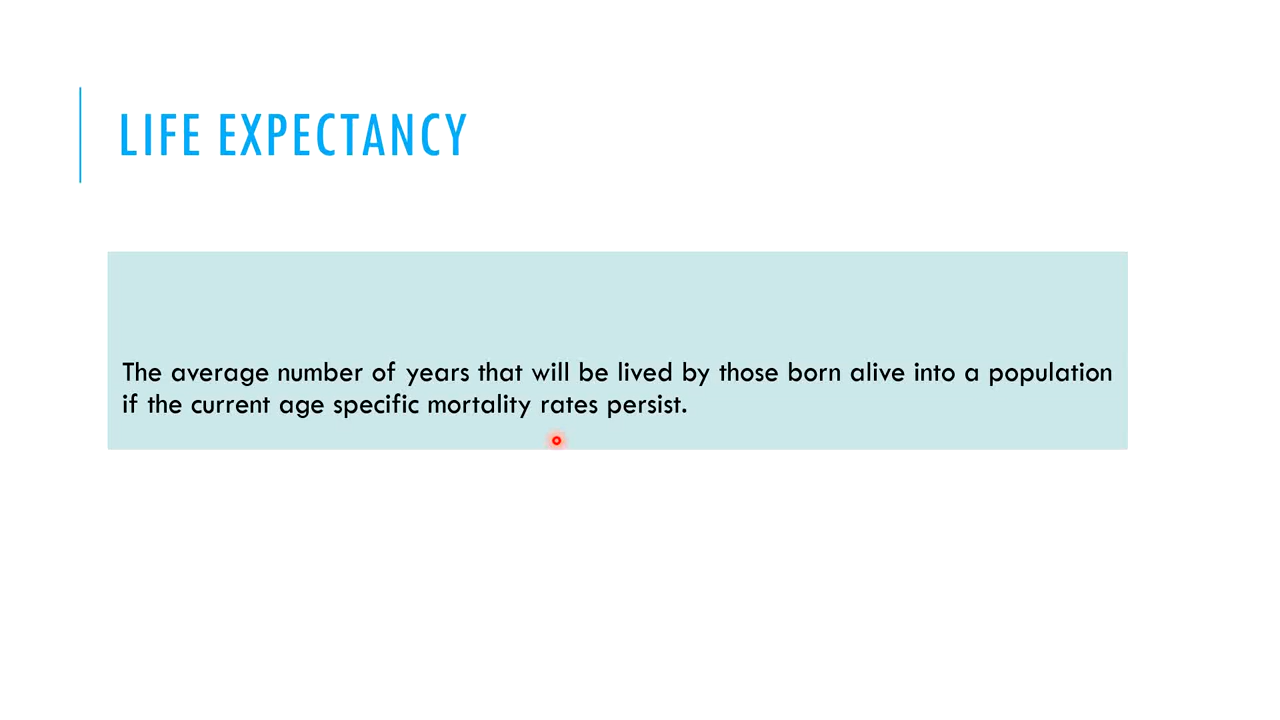 LIFE EXPECTANCY
The average number of years that will be lived by those born alive into a population
if the current age specific mortality rates persist.